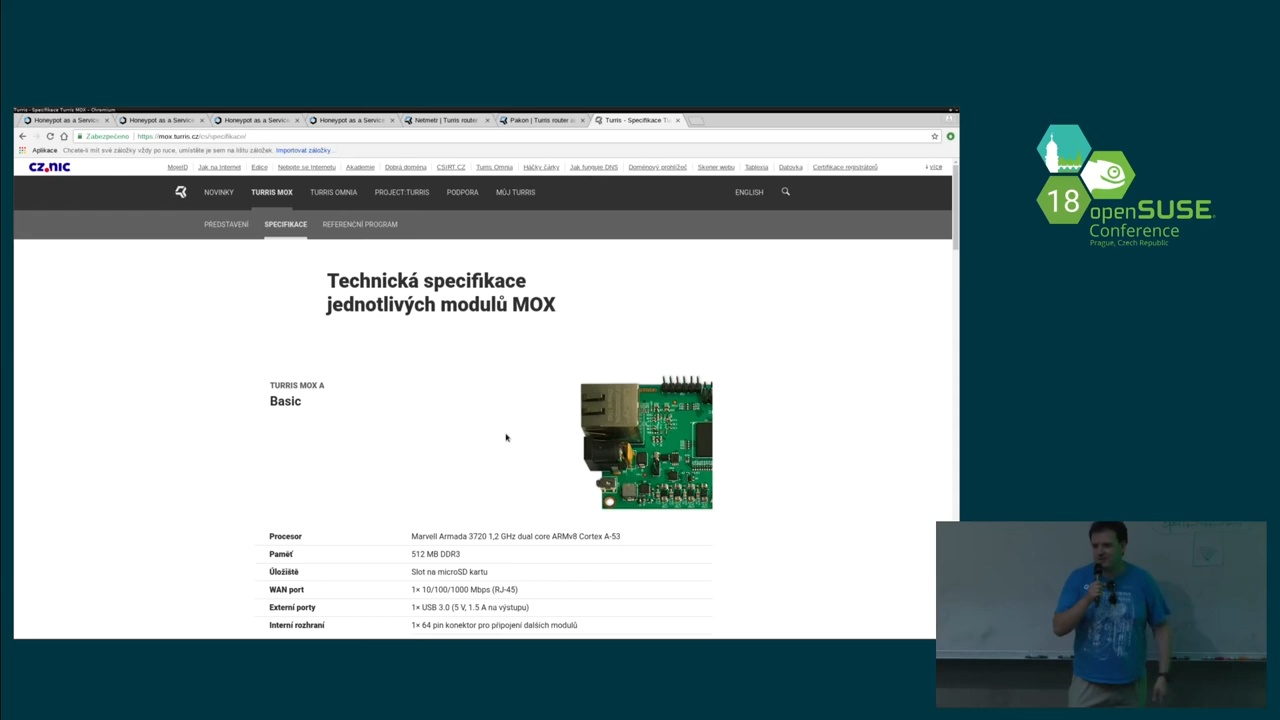 Turris - Specifikace Turris MOX - Chromium
Honeypot as a Service
Honeypot as a Service
Honeypot as a Service
Honeypot as a Service
Netmetr | Turris router
Pakon | Turris router
Turris - Specifikace Tu
Zabezpečeno
https://mox.turris.cz/cs/specifikace/
Aplikace
Chcete-li mít své záložky vždy po ruce, umístěte je sem na lištu záložek.
Importovat záložky...
CZ.NIC
MojeID
Jak na Internet
Edice
Nebojte se Internetu
Akademie
Dobrá doména
CSIRT.CZ
Turris Omnia
Háčky čárky
Jak funguje DNS
Doménový prohlížeč
Skener webu
Tablexia
Datovka
Certifikace registrátorů
více
NOVINKY
TURRIS MOX
TURRIS OMNIA
PROJECT:TURRIS
PODPORA
MŮJ TURRIS
ENGLISH
PŘEDSTAVENÍ
SPECIFIKACE
REFERENČNÍ PROGRAM
Technická specifikace
jednotlivých modulů MOX
TURRIS MOX A
Basic
Procesor Marvell Armada 3720 1,2 GHz dual core ARMv8 Cortex A-53
Paměť 512 MB DDR3
Úložiště Slot na microSD kartu
WAN port 1× 10/100/1000 Mbps (RJ-45)
Externí porty 1× USB 3.0 (5 V, 1.5 A na výstupu)
Interní rozhraní 1× 64 pin konektor pro připojení dalších modulů
18
openSUSE
Conference
Prague, Czech Republic